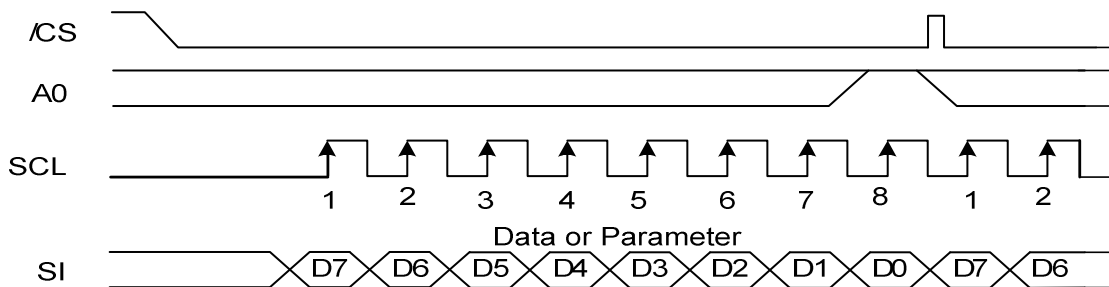 /CS
A0
SCL
1 2 3 4 5 6 7 8 1 2
Data or Parameter
SI D7 D6 D5 D4 D3 D2 D1 D0 D7 D6